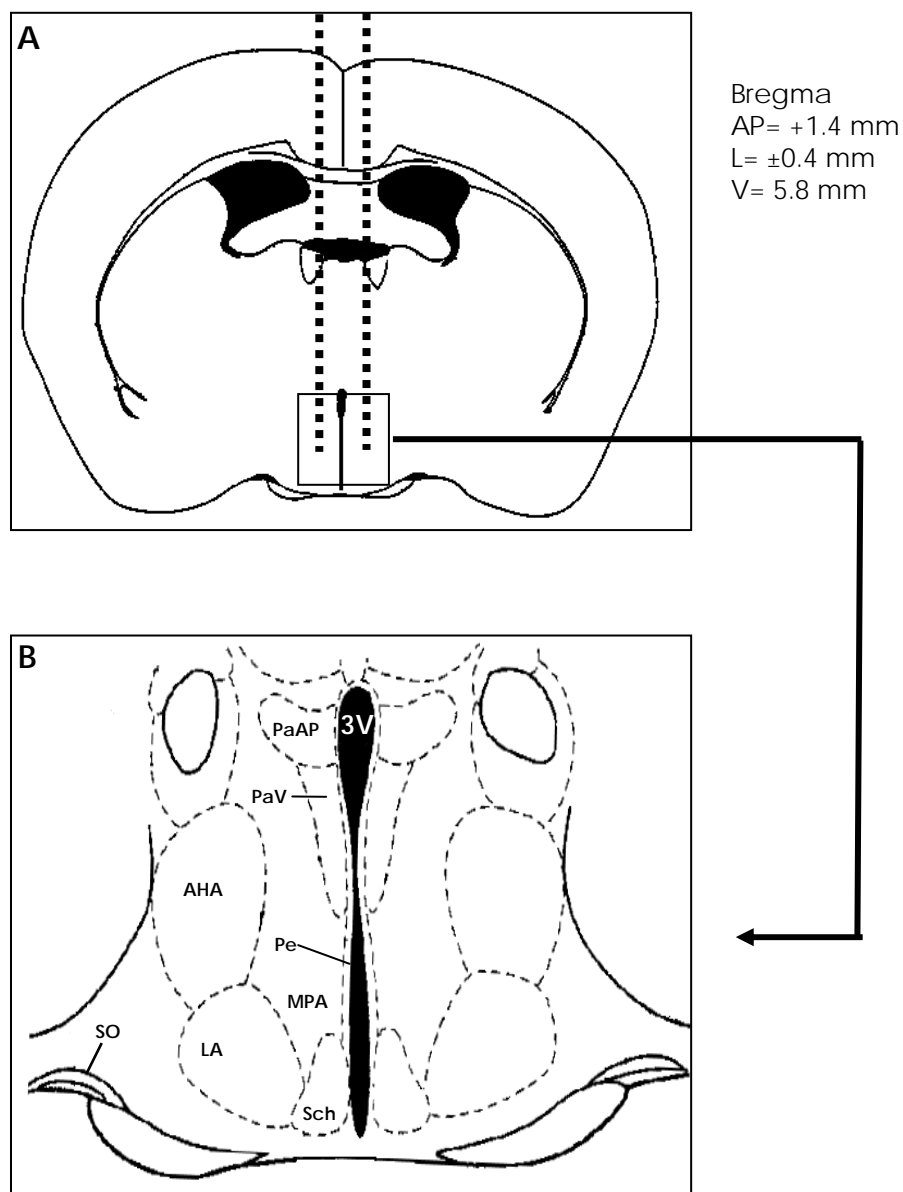 A
Bregma
AP= +1.4 mm
L= ±0.4 mm
V= 5.8 mm
B
PaAP
3V
PaV
AHA
Pe
MPA
SO
LA
Sch